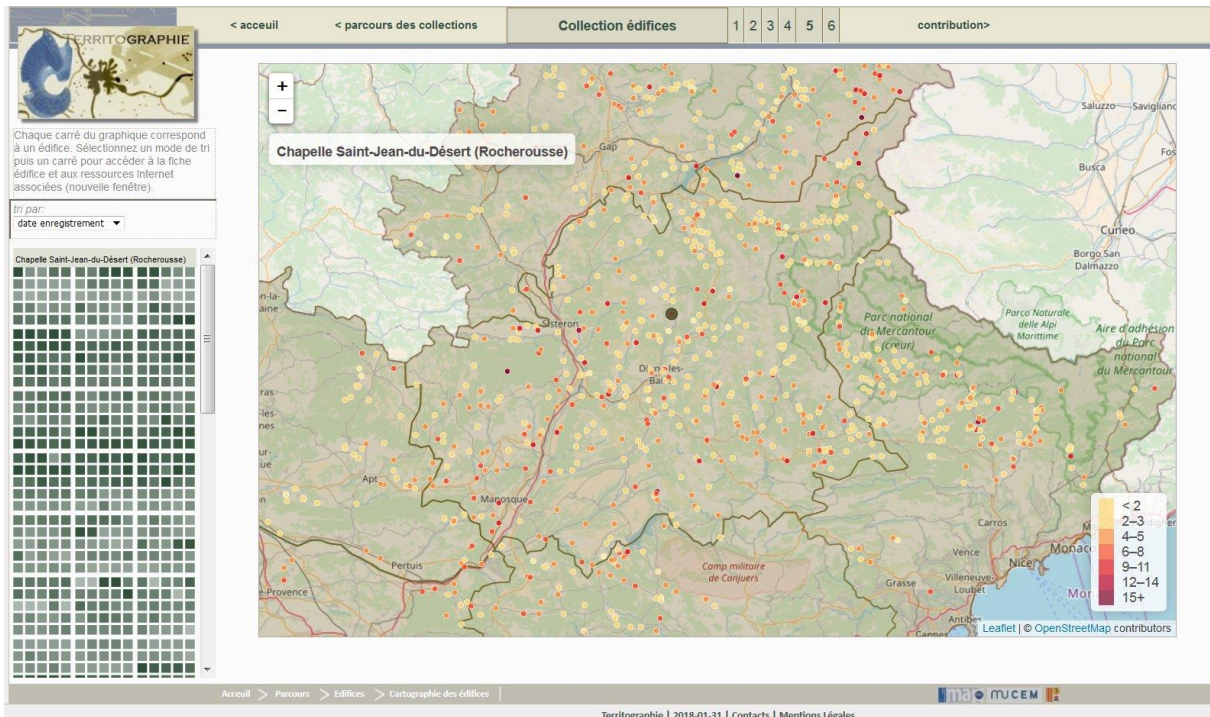 < acceuil
< parcours des collections
Collection édifices
1 2 3 4 5 6
contribution>
TERRITOGRAPHIE
Chaque carré du graphique correspond
à un édifice. Sélectionnez un mode de tri
puis un carré pour accéder à la fiche
édifice et aux ressources Internet
associées (nouvelle fenêtre).
tri par:
date enregistrement
Chapelle Saint-Jean-du-Désert (Rocherousse)
+
−
Chapelle Saint-Jean-du-Désert (Rocherousse)
Gap
Saluzzo
Savigliano
Busca
Fos
Cuneo
Borgo San
Dalmazzo
Parco Naturale
delle Alpi
Marittime
Aire d'adhésion
du Parc
national
du Mercantour
Parc national
du Mercantour
(cœur)
Sisteron
Apt
Manosque
Pertuis
e-Provence
Camp militaire
de Canjuers
Carros
Vence
Nice
Monaco
Grasse
Villeneuve-
Loubet
Antibes
Cannes
< 2
2–3
4–5
6–8
9–11
12–14
15+
Leaflet | © OpenStreetMap contributors
Acceuil > Parcours > Edifices > Cartographie des édifices
imago MUCEM
Territographie | 2018-01-31 | Contacts | Mentions Légales